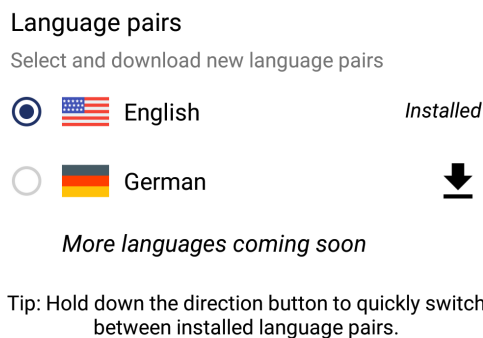 Language pairs
Select and download new language pairs
English Installed
German
More languages coming soon
Tip: Hold down the direction button to quickly switch
between installed language pairs.